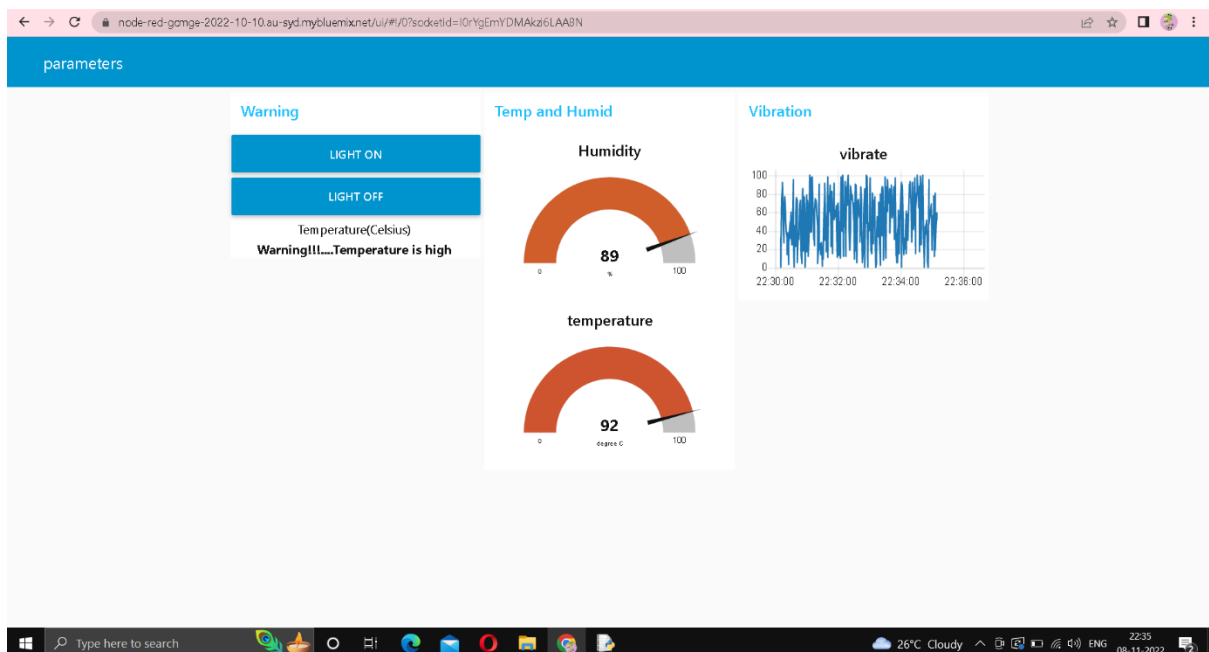 node-red-gomge-2022-10-10.au-syd.mybluemix.net/ui/#!/0?socketid=I0rYgEmYDMAkzi6LAA8N
parameters
Warning
LIGHT ON
LIGHT OFF
Temperature(Celsius)
Warning!!!....Temperature is high
Temp and Humid
Humidity
89
%
0
100
temperature
92
degree C
0
100
Vibration
vibrate
100
80
60
40
20
0
22:30:00 22:32:00 22:34:00 22:36:00
Type here to search
26°C Cloudy
ENG
22:35
08-11-2022
2